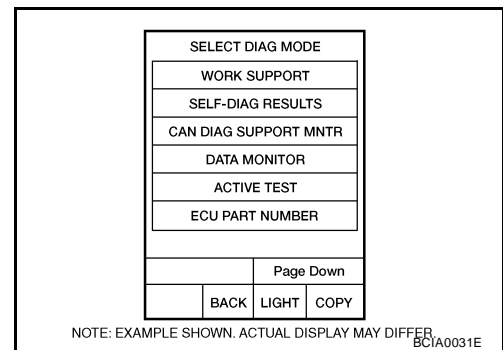 SELECT DIAG MODE
WORK SUPPORT
SELF-DIAG RESULTS
CAN DIAG SUPPORT MNTR
DATA MONITOR
ACTIVE TEST
ECU PART NUMBER
Page Down
BACK LIGHT COPY
NOTE: EXAMPLE SHOWN. ACTUAL DISPLAY MAY DIFFER.
BCIA0031E